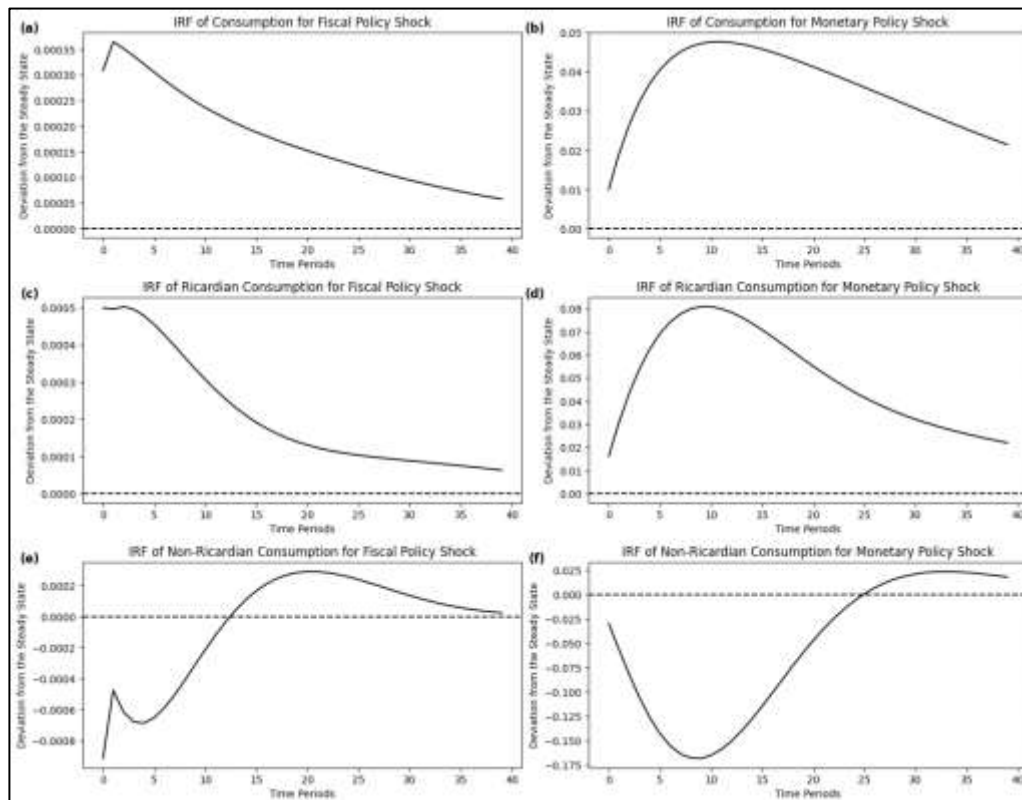 (a) IRF of Consumption for Fiscal Policy Shock
Deviation from the Steady State
0.00035
0.00030
0.00025
0.00020
0.00015
0.00010
0.00005
0.00000
0 5 10 15 20 25 30 35 40
Time Periods
(b) IRF of Consumption for Monetary Policy Shock
Deviation from the Steady State
0.05
0.04
0.03
0.02
0.01
0.00
0 5 10 15 20 25 30 35 40
Time Periods
(c) IRF of Ricardian Consumption for Fiscal Policy Shock
Deviation from the Steady State
0.0005
0.0004
0.0003
0.0002
0.0001
0.0000
0 5 10 15 20 25 30 35 40
Time Periods
(d) IRF of Ricardian Consumption for Monetary Policy Shock
Deviation from the Steady State
0.08
0.07
0.06
0.05
0.04
0.03
0.02
0.01
0.00
0 5 10 15 20 25 30 35 40
Time Periods
(e) IRF of Non-Ricardian Consumption for Fiscal Policy Shock
Deviation from the Steady State
0.0002
0.0000
−0.0002
−0.0004
−0.0006
−0.0008
0 5 10 15 20 25 30 35 40
Time Periods
(f) IRF of Non-Ricardian Consumption for Monetary Policy Shock
Deviation from the Steady State
0.025
0.000
−0.025
−0.050
−0.075
−0.100
−0.125
−0.150
−0.175
0 5 10 15 20 25 30 35 40
Time Periods